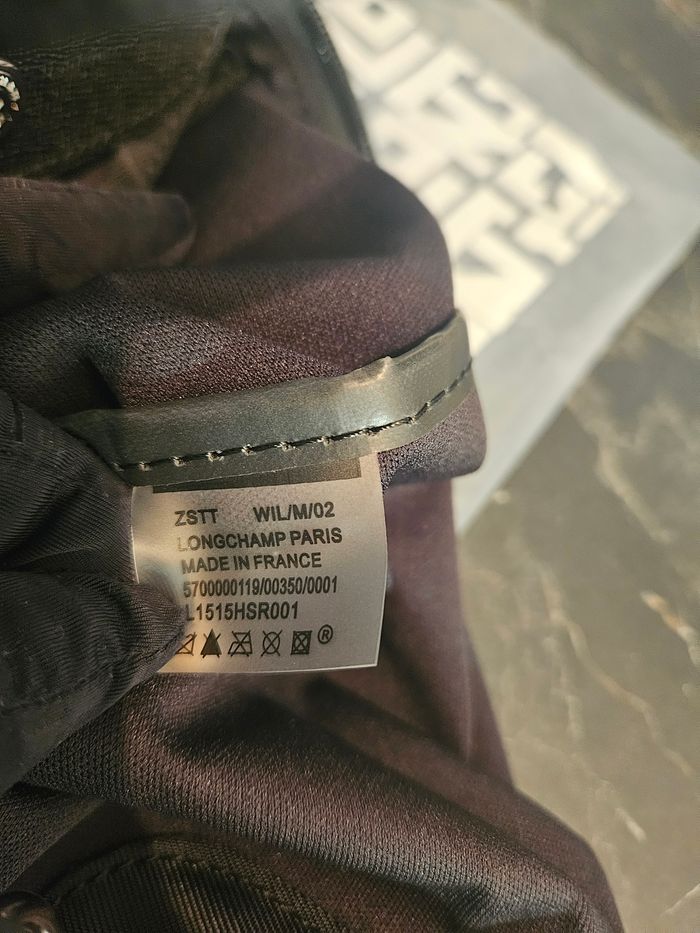 ZSTT WIL/M/02
LONGCHAMP PARIS
MADE IN FRANCE
5700000119/00350/0001
L1515HSR001
®